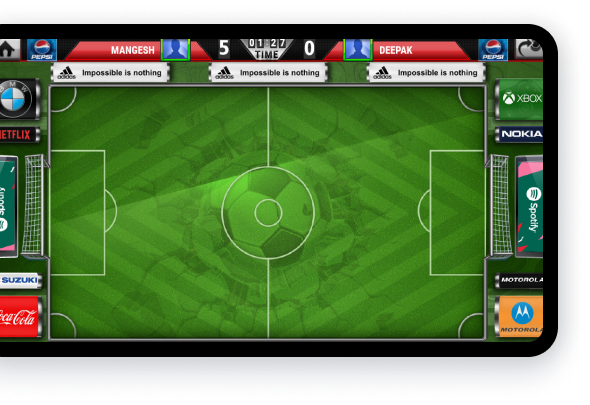 PEPSI
MANGESH
5
01:27
TIME
0
DEEPAK
PEPSI
adidas
Impossible is nothing
adidas
Impossible is nothing
adidas
Impossible is nothing
BMW
XBOX
NETFLIX
NOKIA
Spotify
Spotify
SUZUKI
MOTOROLA
Coca-Cola
MOTOROLA